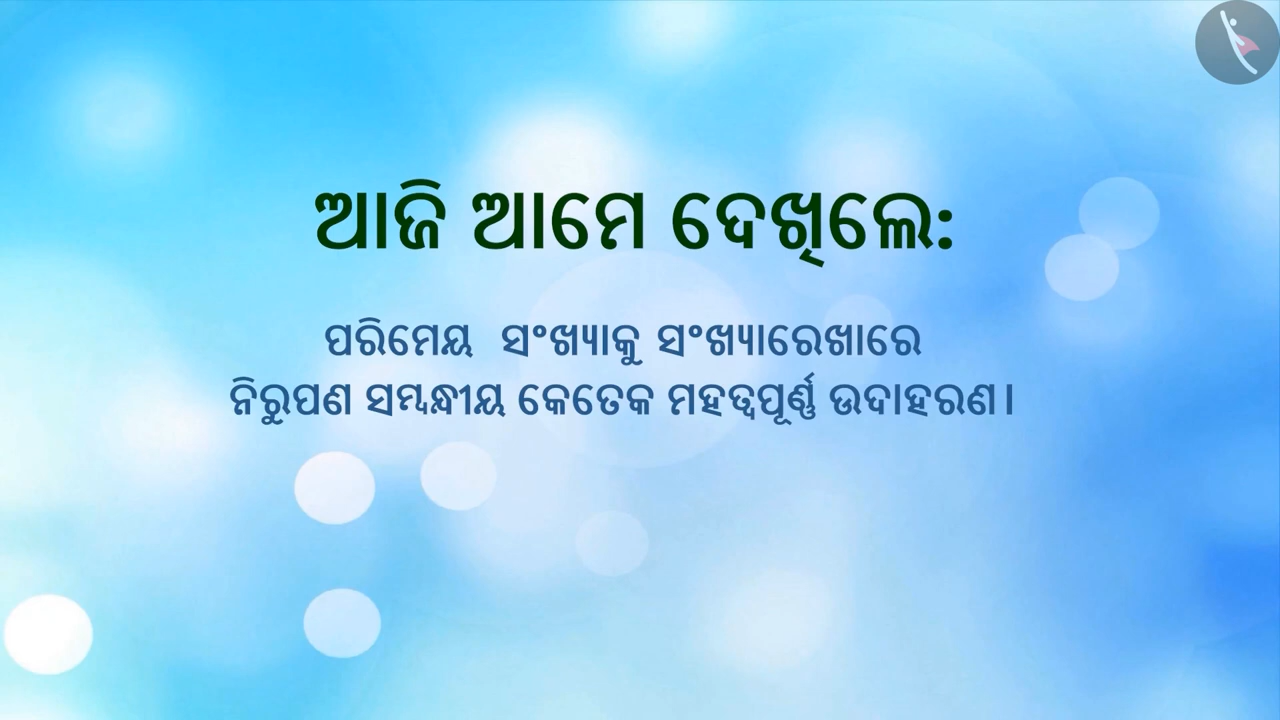 ଆଜି ଆମେ ଦେଖିଲେ:
ପରିମେୟ ସଂଖ୍ୟାକୁ ସଂଖ୍ୟାରେଖାରେ
ନିରୁପଣ ସମ୍ବନ୍ଧୀୟ କେତେକ ମହତ୍ୱପୂର୍ଣ୍ଣ ଉଦାହରଣ।